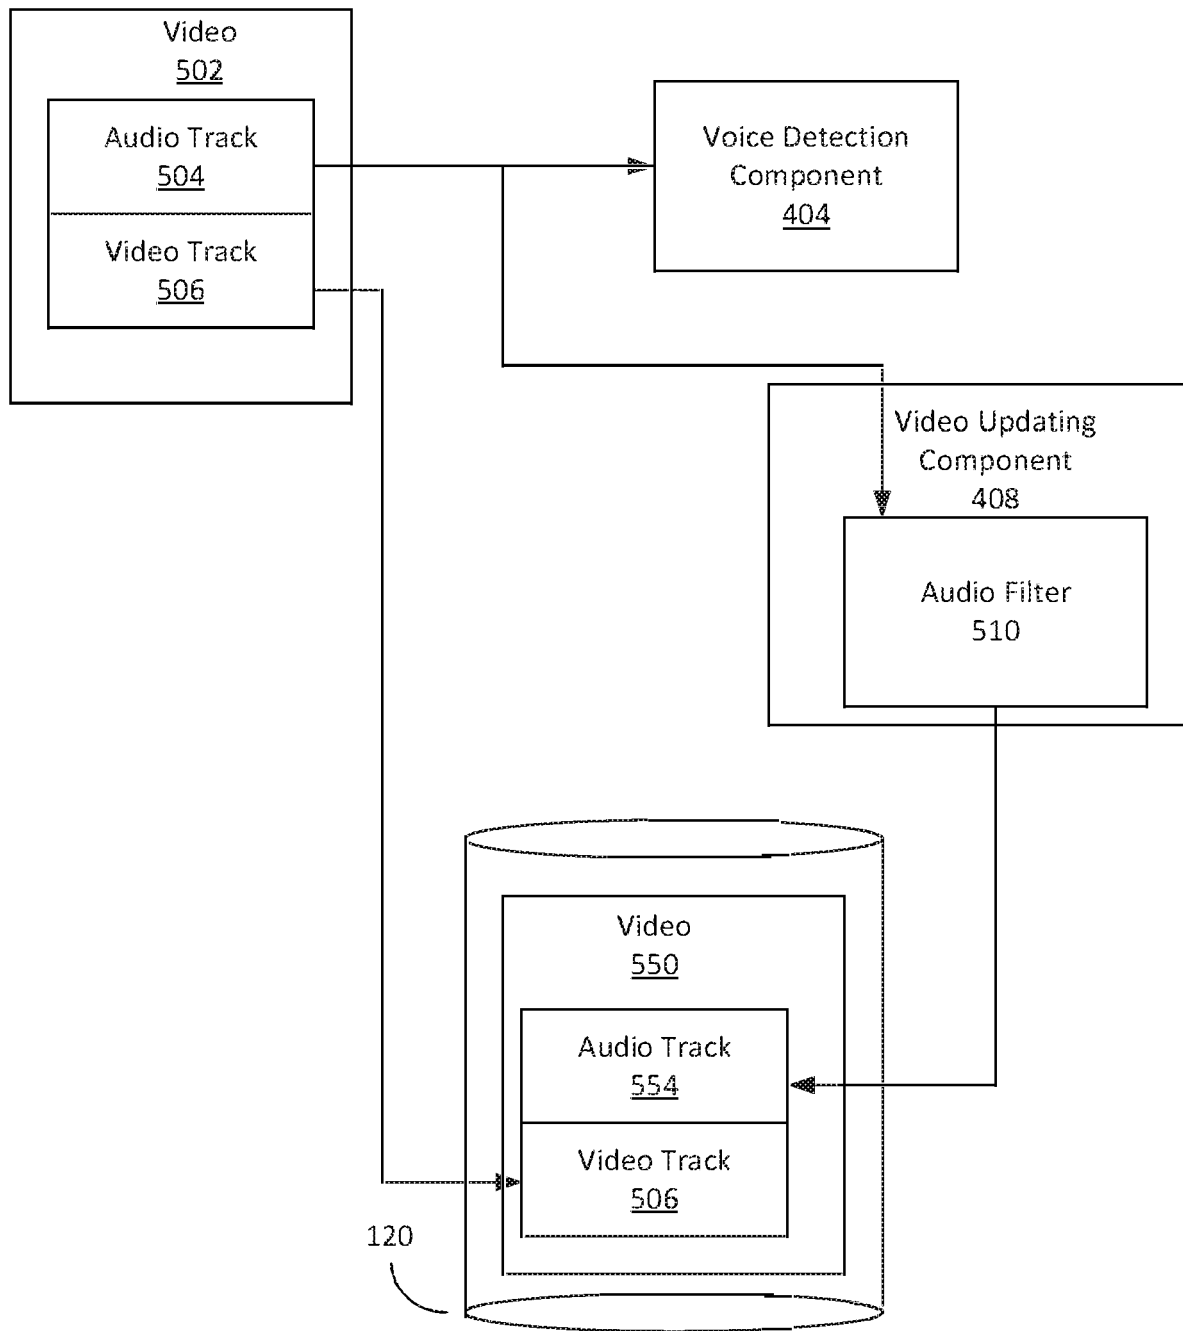 Video
502
Audio Track
504
Video Track
506
Voice Detection
Component
404
Video Updating
Component
408
Audio Filter
510
Video
550
Audio Track
554
Video Track
506
120